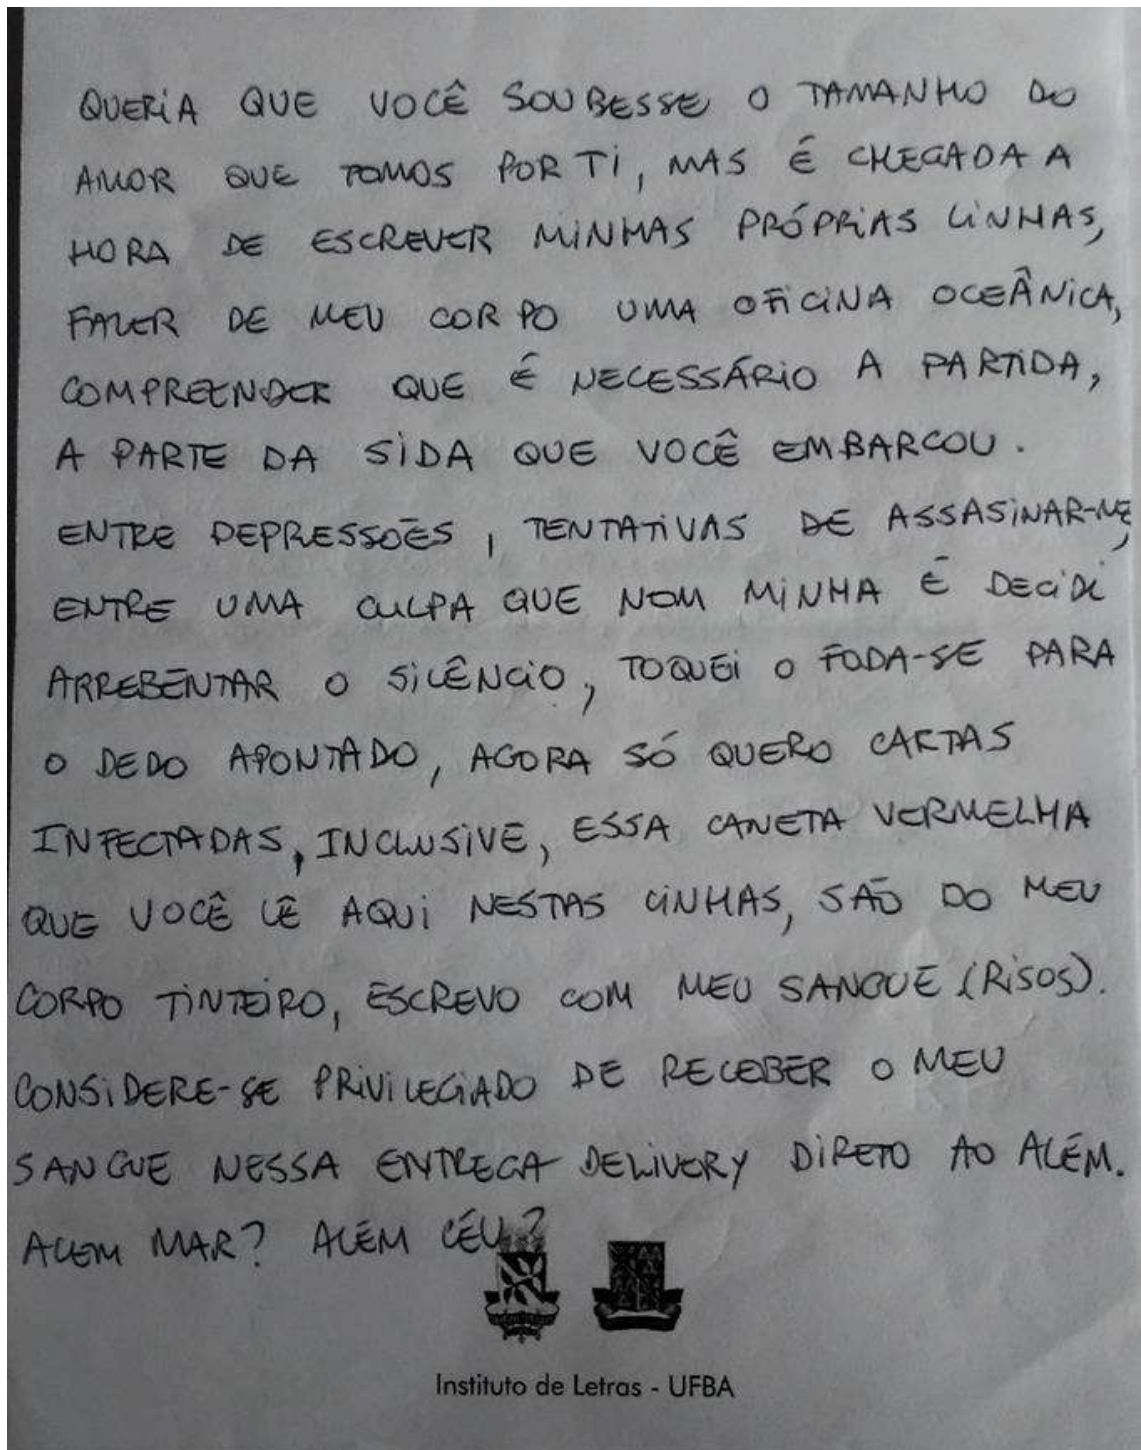 QUERIA QUE VOCÊ SOUBESSE O TAMANHO DO
AMOR QUE TOMOS POR TI, MAS É CHEGADA A
HORA DE ESCREVER MINHAS PRÓPRIAS LINHAS,
FAZER DE MEU CORPO UMA OFICINA OCEÂNICA,
COMPREENDER QUE É NECESSÁRIO A PARTIDA,
A PARTE DA SIDA QUE VOCÊ EMBARCOU.
ENTRE DEPRESSÕES, TENTATIVAS DE ASSASINAR-ME,
ENTRE UMA CULPA QUE NOM MINHA É DECIDI
ARREBENTAR O SILÊNCIO, TOQUEI O FODA-SE PARA
O DEDO APONTADO, AGORA SÓ QUERO CARTAS
INFECTADAS, INCLUSIVE, ESSA CANETA VERMELHA
QUE VOCÊ LÊ AQUI NESTAS LINHAS, SÃO DO MEU
CORPO TINTEIRO, ESCREVO COM MEU SANGUE (RISOS).
CONSIDERE-SE PRIVILEGIADO DE RECEBER O MEU
SANGUE NESSA ENTREGA DELIVERY DIRETO AO ALÉM.
ALEM MAR? ALÉM CÉU?
Instituto de Letras - UFBA